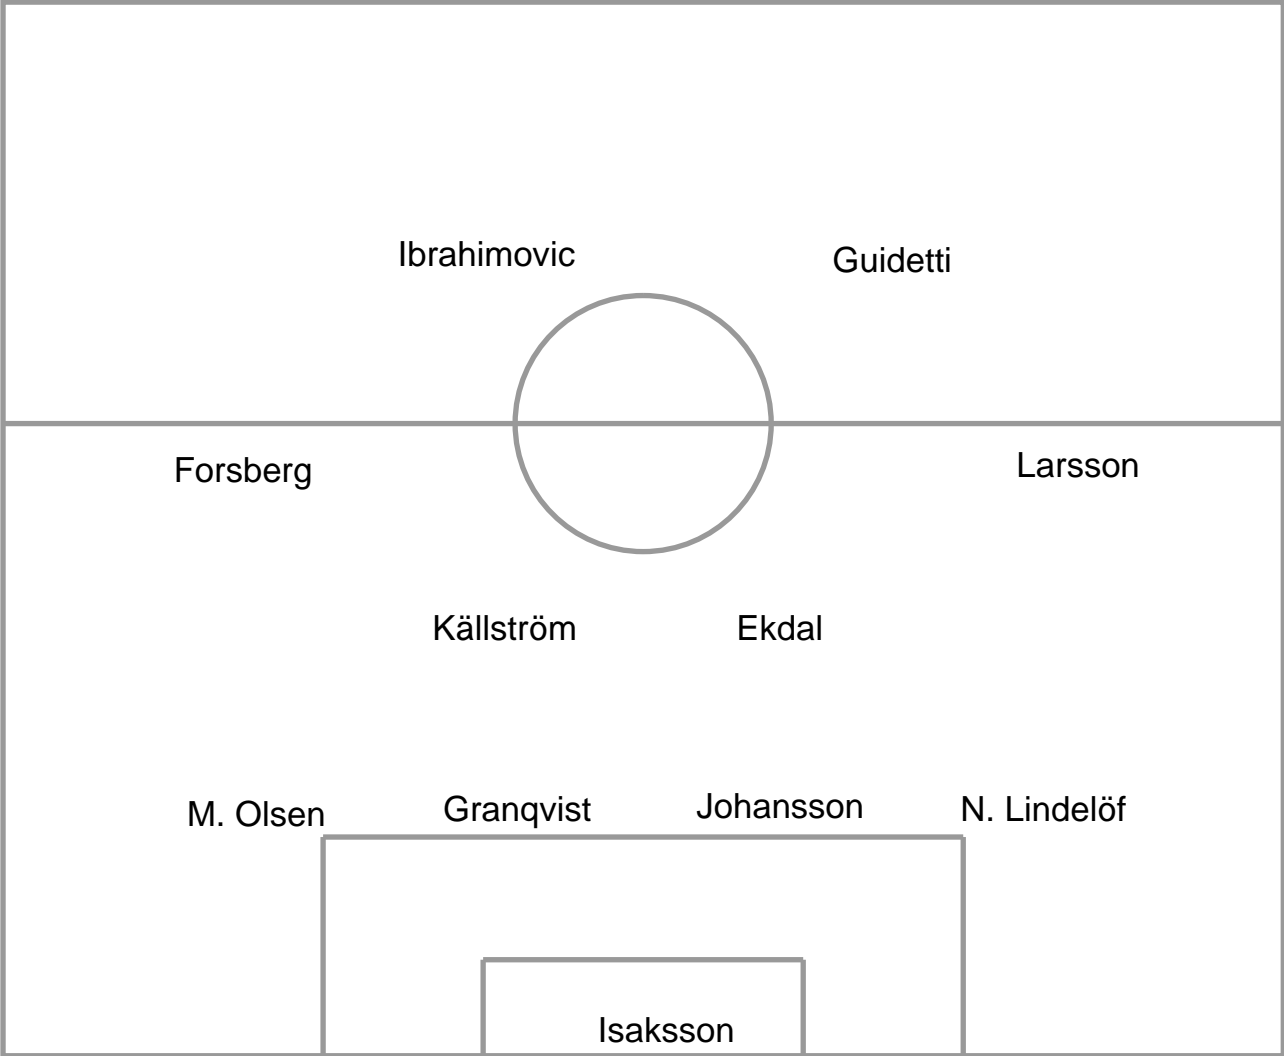 Ibrahimovic
Guidetti
Forsberg
Larsson
Källström
Ekdal
M. Olsen
Granqvist
Johansson
N. Lindelöf
Isaksson